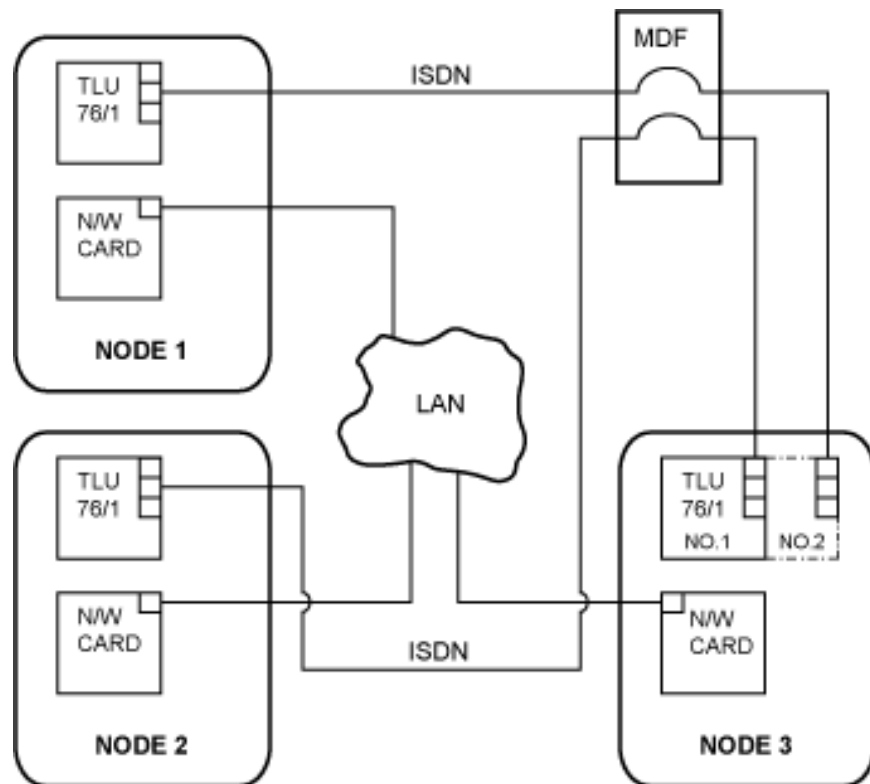 MDF
ISDN
TLU
76/1
N/W
CARD
NODE 1
LAN
TLU
76/1
N/W
CARD
ISDN
NODE 2
TLU
76/1
NO.1
NO.2
N/W
CARD
NODE 3